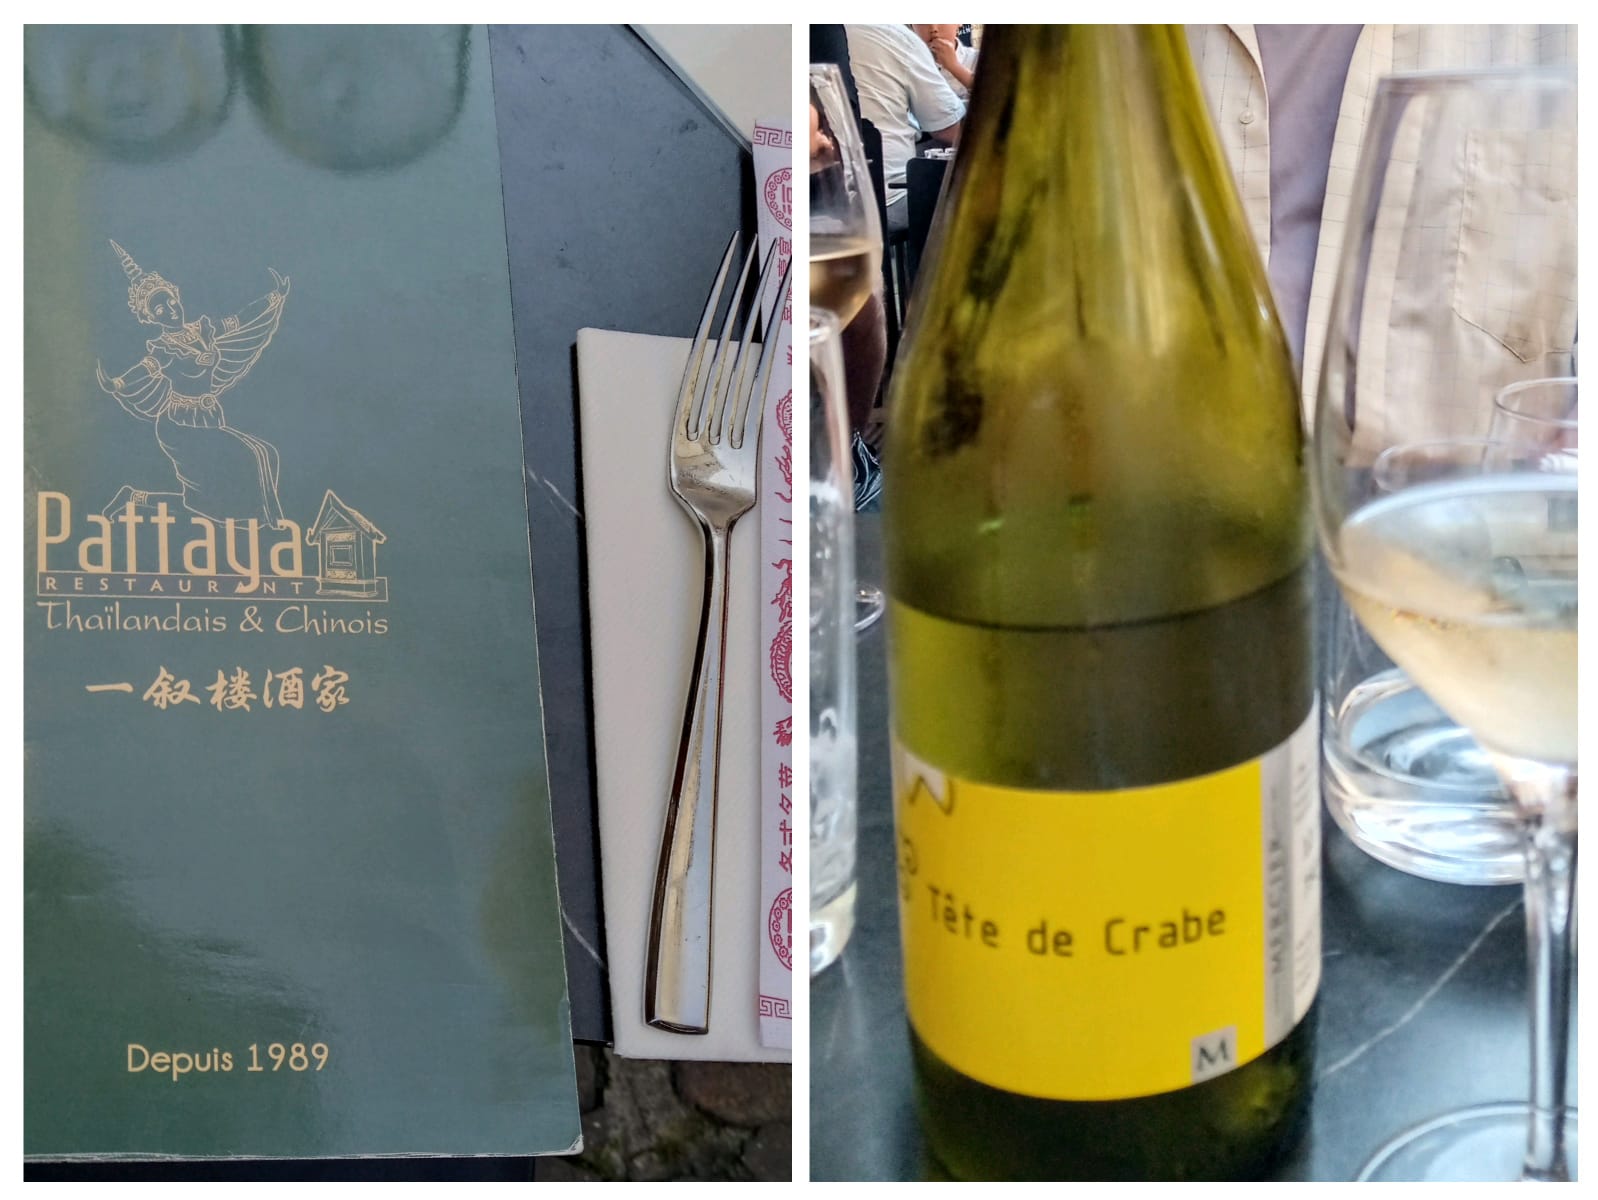 Pattaya
RESTAURANT
Thaïlandais & Chinois
一叙楼酒家
Depuis 1989
Tête de Crabe
M